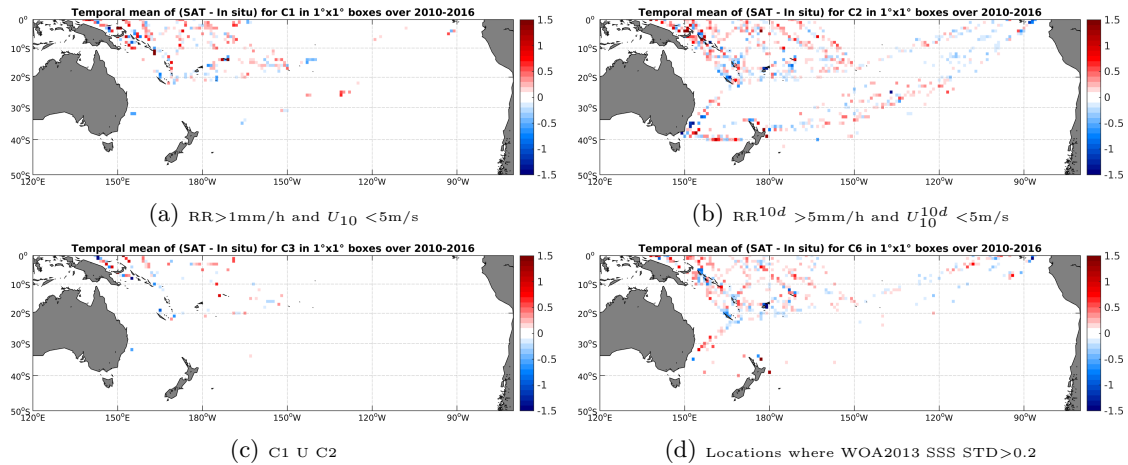 Temporal mean of (SAT - In situ) for C1 in 1°x1° boxes over 2010-2016
0°
10°S
20°S
30°S
40°S
50°S
120°E 150°E 180°W 150°W 120°W 90°W
1.5
1
0.5
0
-0.5
-1
-1.5
(a) RR>1mm/h and U10 <5m/s
Temporal mean of (SAT - In situ) for C2 in 1°x1° boxes over 2010-2016
0°
10°S
20°S
30°S
40°S
50°S
120°E 150°E 180°W 150°W 120°W 90°W
1.5
1
0.5
0
-0.5
-1
-1.5
(b) RR^10d >5mm/h and U_10^10d <5m/s
Temporal mean of (SAT - In situ) for C3 in 1°x1° boxes over 2010-2016
0°
10°S
20°S
30°S
40°S
50°S
120°E 150°E 180°W 150°W 120°W 90°W
1.5
1
0.5
0
-0.5
-1
-1.5
(c) C1 U C2
Temporal mean of (SAT - In situ) for C6 in 1°x1° boxes over 2010-2016
0°
10°S
20°S
30°S
40°S
50°S
120°E 150°E 180°W 150°W 120°W 90°W
1.5
1
0.5
0
-0.5
-1
-1.5
(d) Locations where WOA2013 SSS STD>0.2